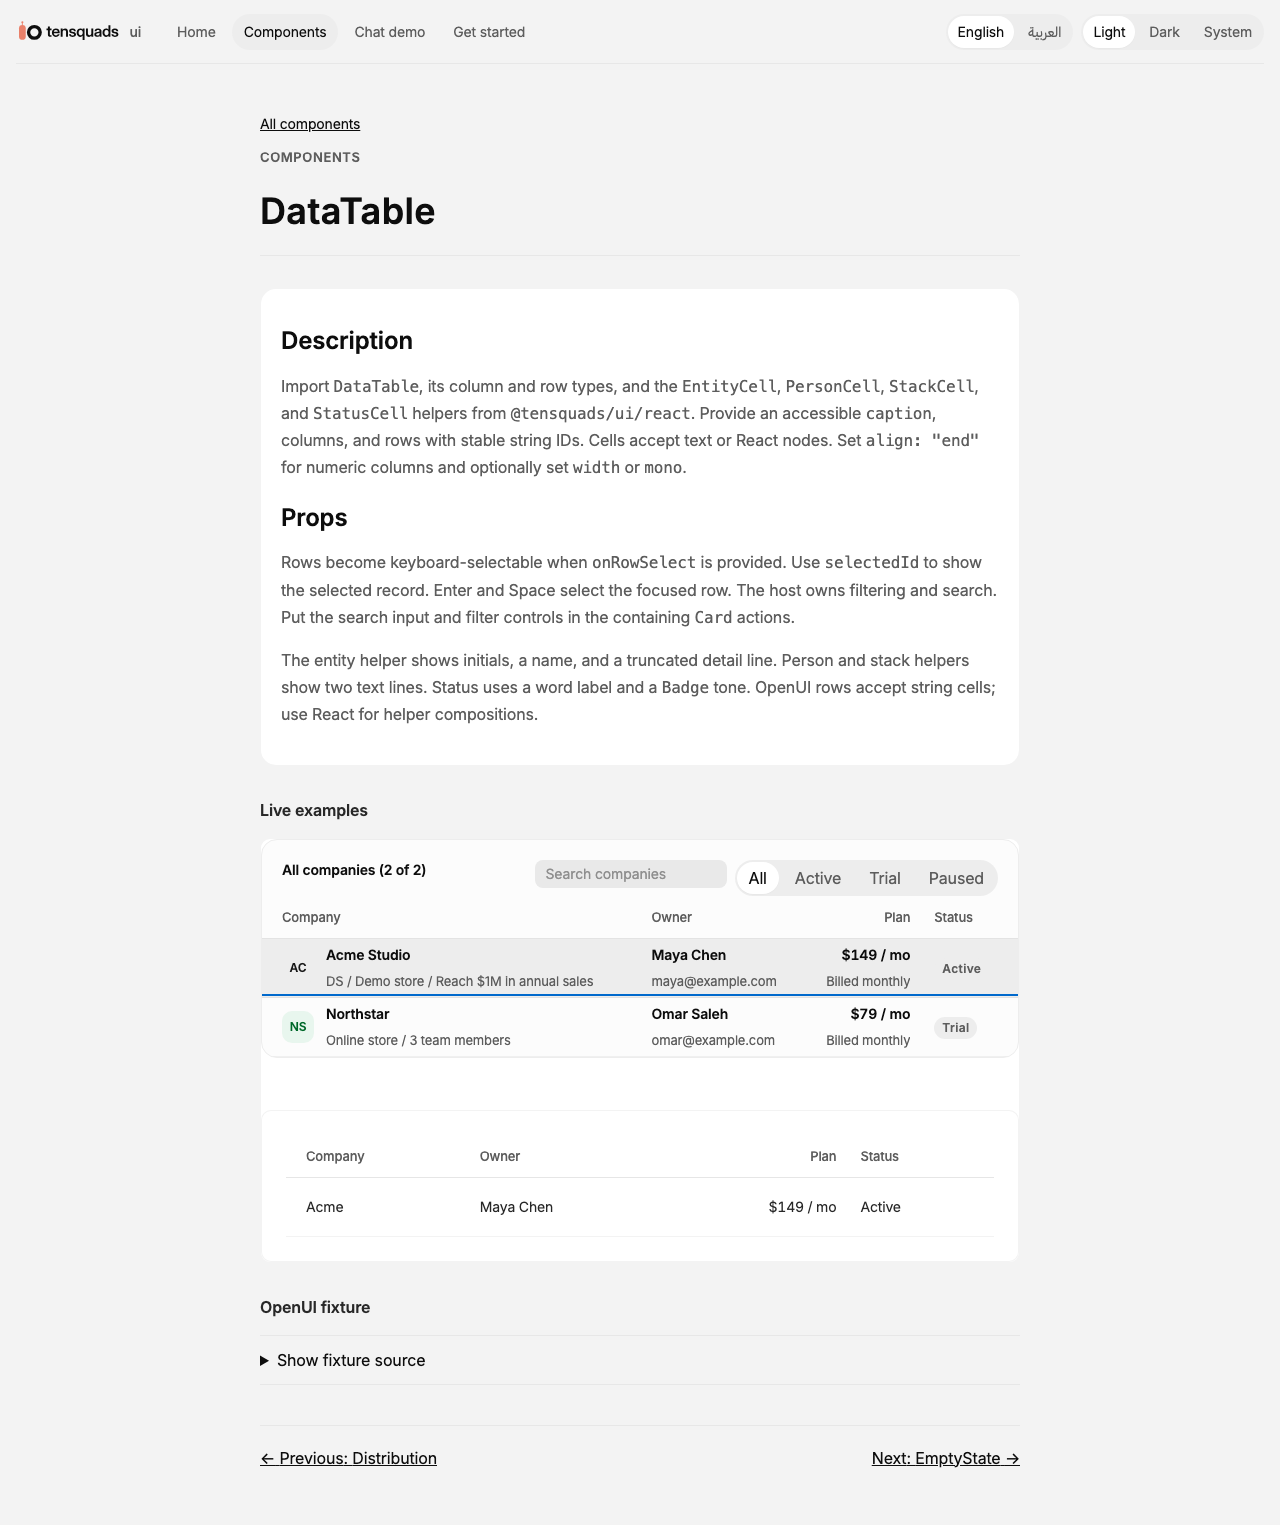 tensquads ui
Home
Components
Chat demo
Get started
English
العربية
Light
Dark
System
All components
COMPONENTS
DataTable
Description
Import DataTable, its column and row types, and the EntityCell, PersonCell, StackCell,
and StatusCell helpers from @tensquads/ui/react. Provide an accessible caption,
columns, and rows with stable string IDs. Cells accept text or React nodes. Set align: "end"
for numeric columns and optionally set width or mono.
Props
Rows become keyboard-selectable when onRowSelect is provided. Use selectedId to show
the selected record. Enter and Space select the focused row. The host owns filtering and search.
Put the search input and filter controls in the containing Card actions.
The entity helper shows initials, a name, and a truncated detail line. Person and stack helpers
show two text lines. Status uses a word label and a Badge tone. OpenUI rows accept string cells;
use React for helper compositions.
Live examples
All companies (2 of 2)
Search companies
All
Active
Trial
Paused
Company Owner Plan Status
AC
Acme Studio
DS / Demo store / Reach $1M in annual sales
Maya Chen
maya@example.com
$149 / mo
Billed monthly
Active
NS
Northstar
Online store / 3 team members
Omar Saleh
omar@example.com
$79 / mo
Billed monthly
Trial
Company Owner Plan Status
Acme Maya Chen $149 / mo Active
OpenUI fixture
▶ Show fixture source
← Previous: Distribution
Next: EmptyState →